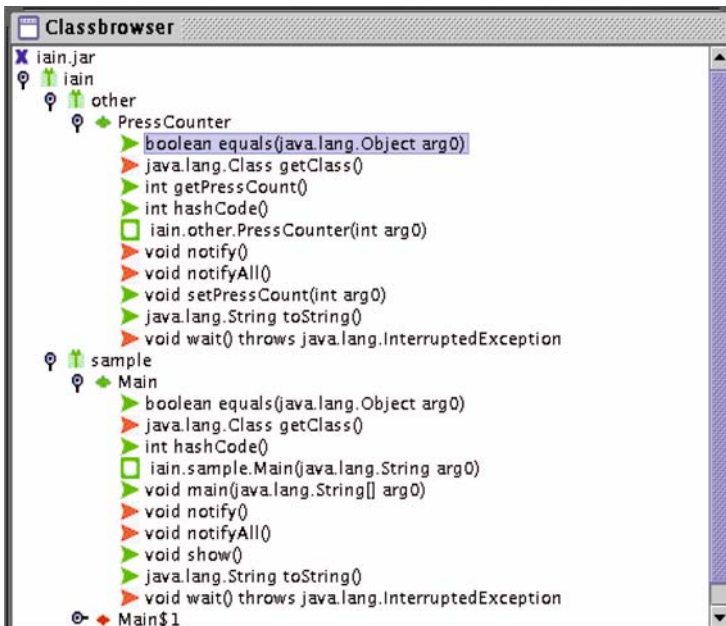 Classbrowser
iain.jar
iain
other
PressCounter
boolean equals(java.lang.Object arg0)
java.lang.Class getClass()
int getPressCount()
int hashCode()
iain.other.PressCounter(int arg0)
void notify()
void notifyAll()
void setPressCount(int arg0)
java.lang.String toString()
void wait() throws java.lang.InterruptedException
sample
Main
boolean equals(java.lang.Object arg0)
java.lang.Class getClass()
int hashCode()
iain.sample.Main(java.lang.String arg0)
void main(java.lang.String[] arg0)
void notify()
void notifyAll()
void show()
java.lang.String toString()
void wait() throws java.lang.InterruptedException
Main$1